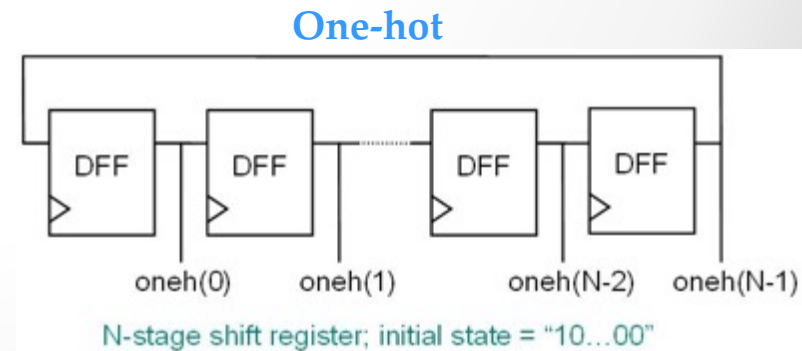 One-hot
DFF DFF DFF DFF
oneh(0) oneh(1) oneh(N-2) oneh(N-1)
N-stage shift register; initial state = “10…00”